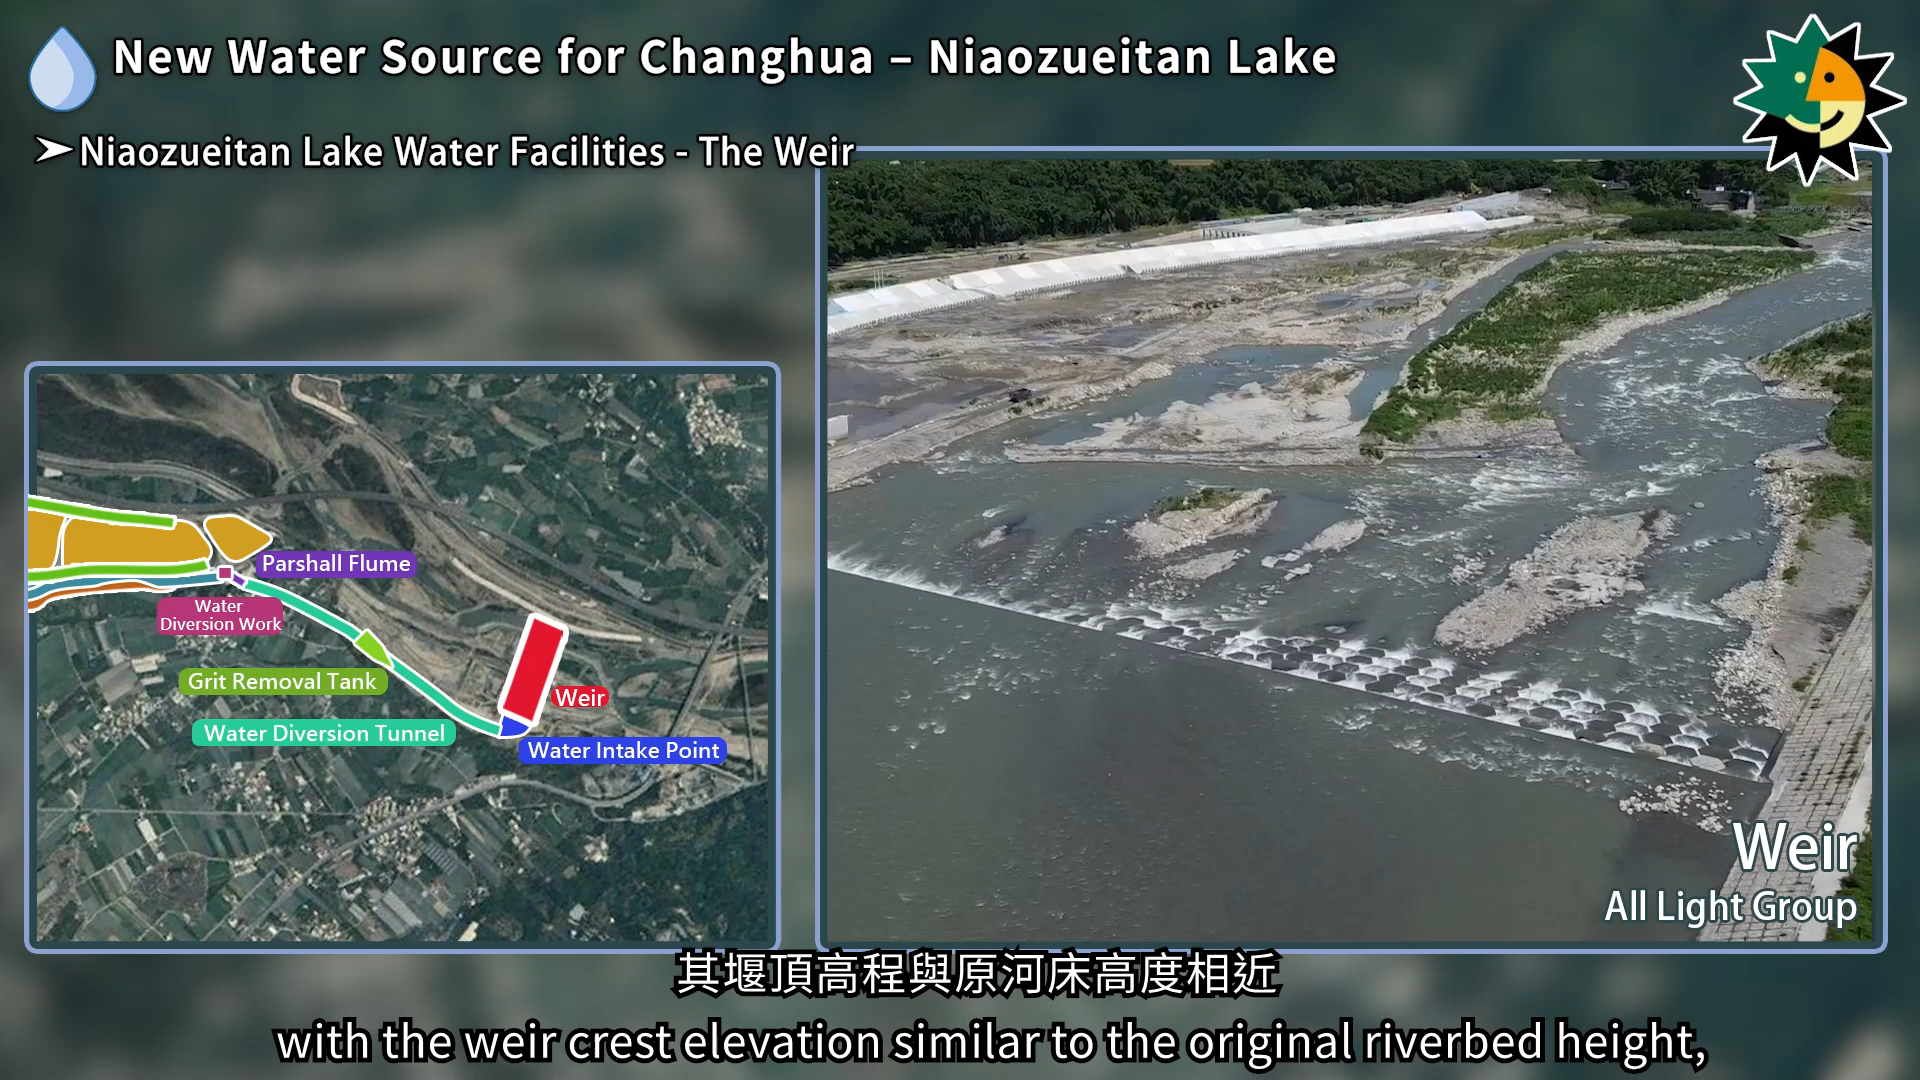 New Water Source for Changhua – Niaozueitan Lake
Niaozueitan Lake Water Facilities - The Weir
Parshall Flume
Water
Diversion Work
Grit Removal Tank
Weir
Water Diversion Tunnel
Water Intake Point
Weir
All Light Group
其堰頂高程與原河床高度相近
with the weir crest elevation similar to the original riverbed height,